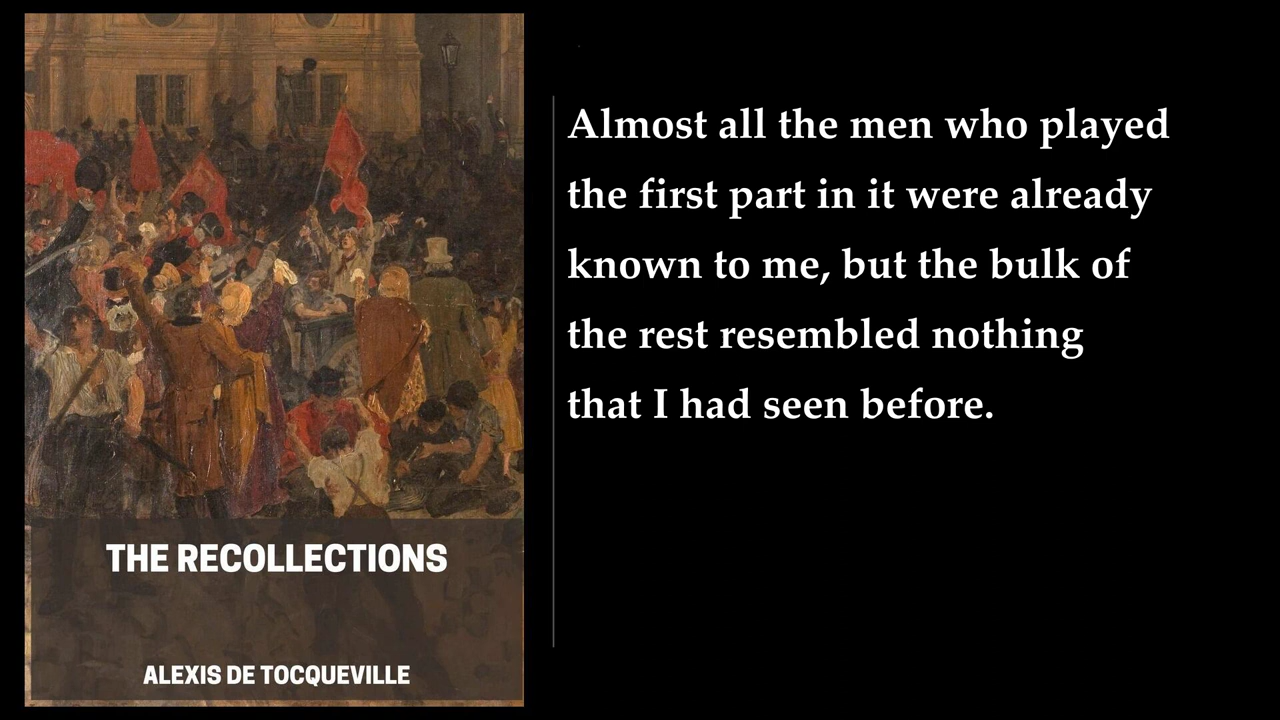 THE RECOLLECTIONS
ALEXIS DE TOCQUEVILLE
Almost all the men who played
the first part in it were already
known to me, but the bulk of
the rest resembled nothing
that I had seen before.